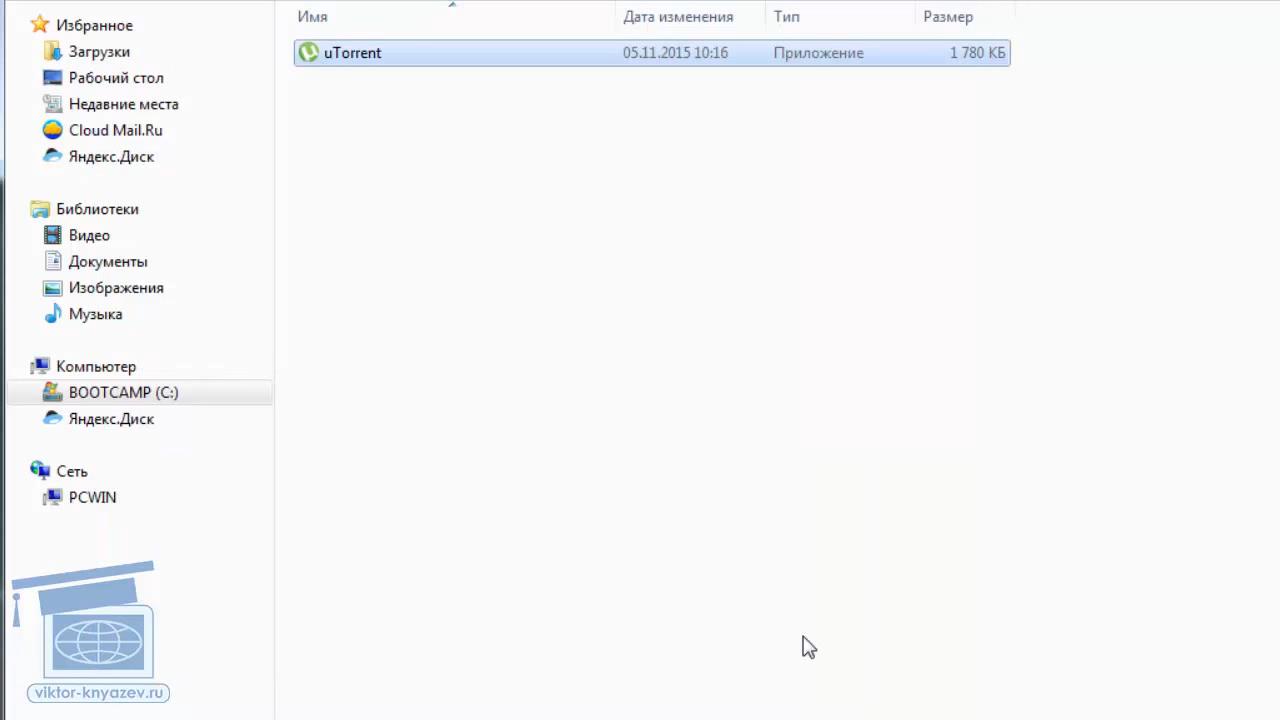 Имя Дата изменения Тип Размер
uTorrent 05.11.2015 10:16 Приложение 1 780 КБ
Избранное
Загрузки
Рабочий стол
Недавние места
Cloud Mail.Ru
Яндекс.Диск
Библиотеки
Видео
Документы
Изображения
Музыка
Компьютер
BOOTCAMP (C:)
Яндекс.Диск
Сеть
PCWIN
viktor-knyazev.ru